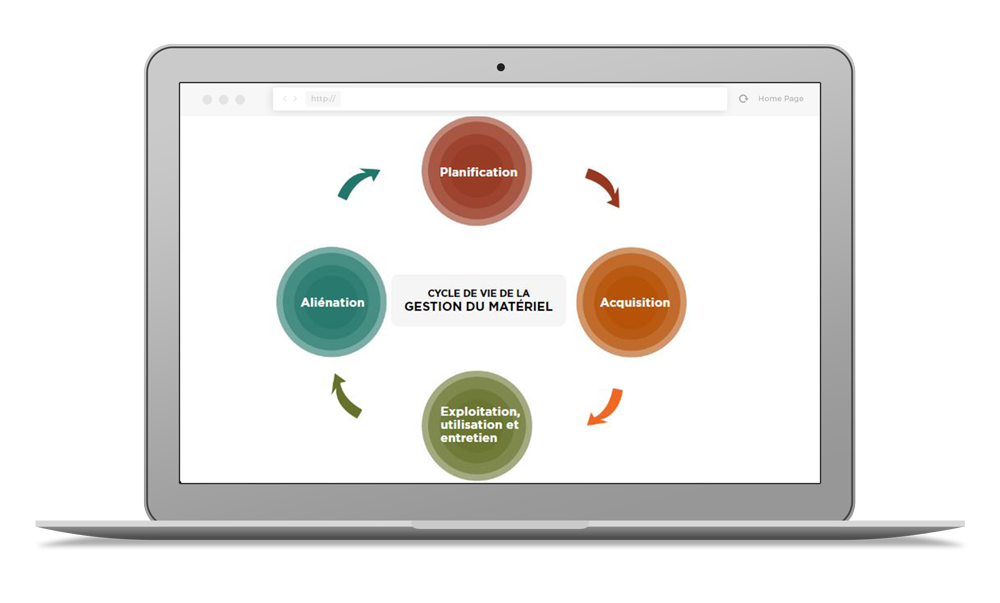 http://
Home Page
Planification
Aliénation
CYCLE DE VIE DE LA
GESTION DU MATÉRIEL
Acquisition
Exploitation,
utilisation et
entretien